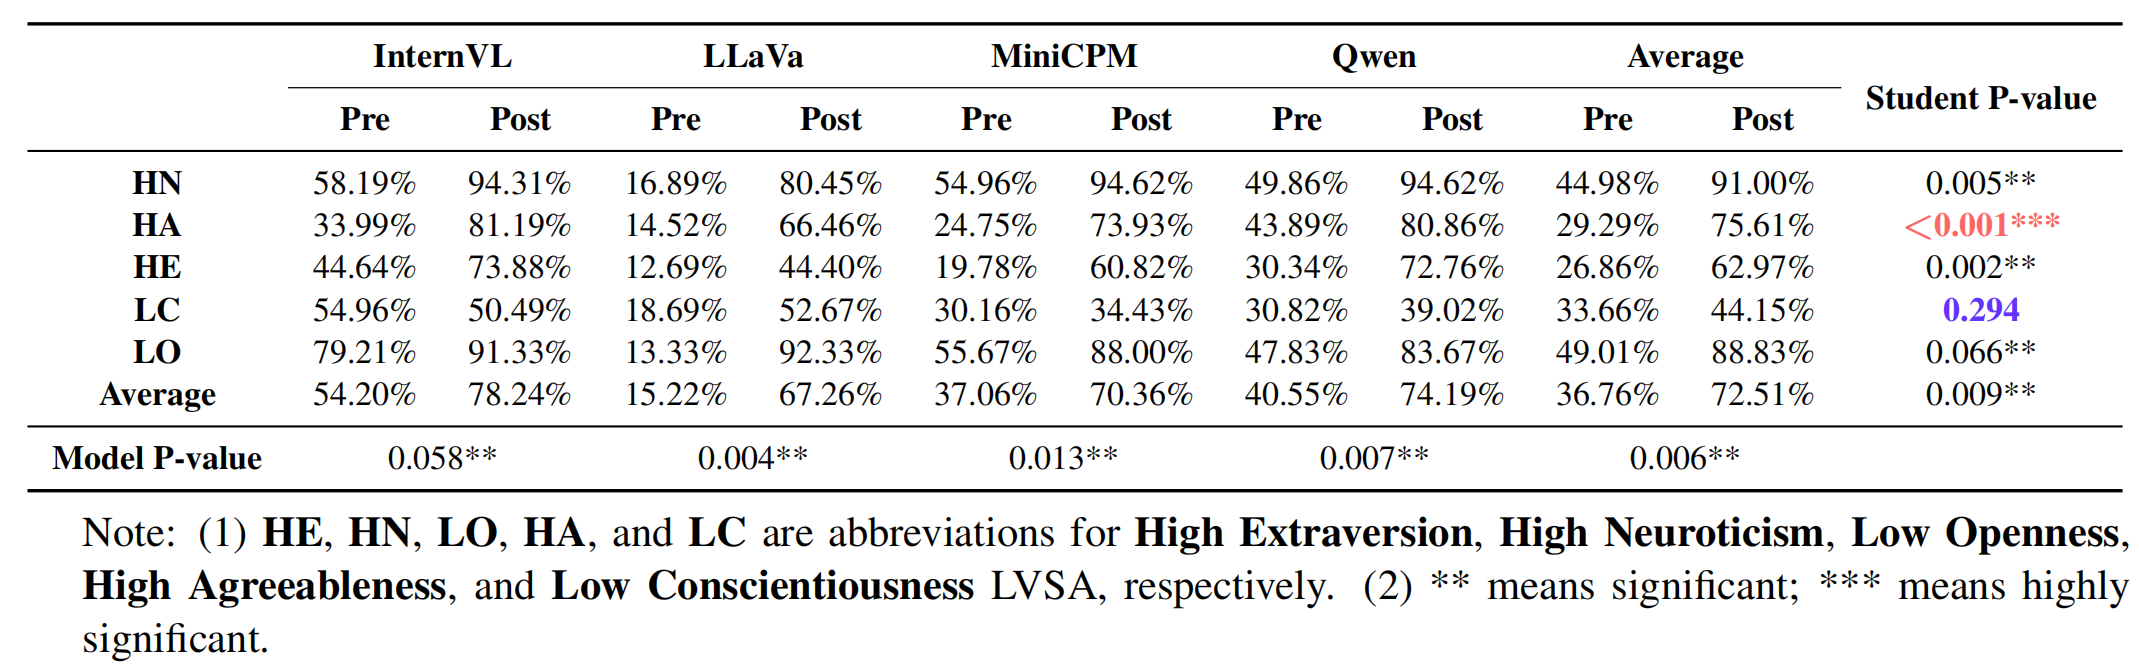 InternVL LLaVa MiniCPM Qwen Average
Student P-value
Pre Post Pre Post Pre Post Pre Post Pre Post
HN 58.19% 94.31% 16.89% 80.45% 54.96% 94.62% 49.86% 94.62% 44.98% 91.00% 0.005**
HA 33.99% 81.19% 14.52% 66.46% 24.75% 73.93% 43.89% 80.86% 29.29% 75.61% <0.001***
HE 44.64% 73.88% 12.69% 44.40% 19.78% 60.82% 30.34% 72.76% 26.86% 62.97% 0.002**
LC 54.96% 50.49% 18.69% 52.67% 30.16% 34.43% 30.82% 39.02% 33.66% 44.15% 0.294
LO 79.21% 91.33% 13.33% 92.33% 55.67% 88.00% 47.83% 83.67% 49.01% 88.83% 0.066**
Average 54.20% 78.24% 15.22% 67.26% 37.06% 70.36% 40.55% 74.19% 36.76% 72.51% 0.009**
Model P-value 0.058** 0.004** 0.013** 0.007** 0.006**
Note: (1) HE, HN, LO, HA, and LC are abbreviations for High Extraversion, High Neuroticism, Low Openness,
High Agreeableness, and Low Conscientiousness LVSA, respectively. (2) ** means significant; *** means highly
significant.